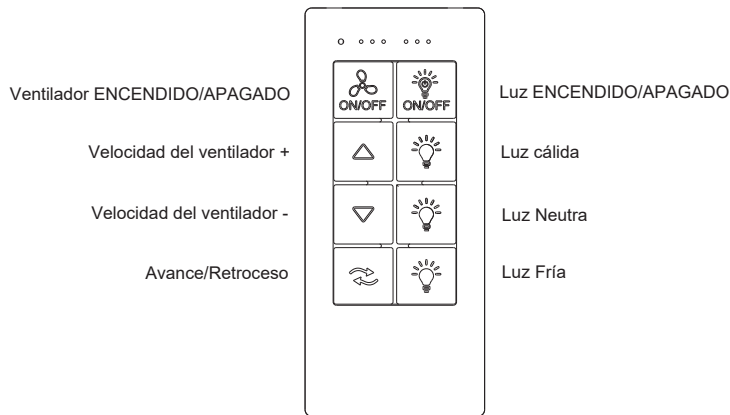 Ventilador ENCENDIDO/APAGADO
ON/OFF
ON/OFF
Luz ENCENDIDO/APAGADO
Velocidad del ventilador +
Luz cálida
Velocidad del ventilador -
Luz Neutra
Avance/Retroceso
Luz Fría